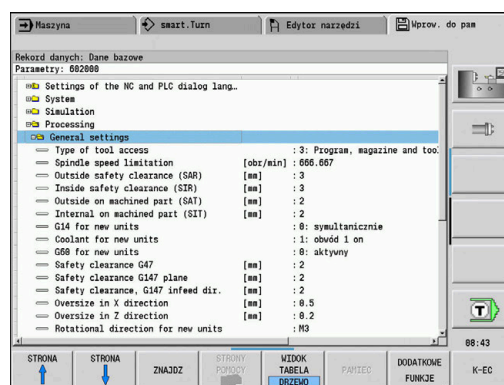 Maszyna smart.Turn Edytor narzędzi Wprow. do pam
Rekord danych: Dane bazowe
Parametry: 602000
Settings of the NC and PLC dialog lang…
System
Simulation
Processing
General settings
Type of tool access : 3: Program, magazine and too
Spindle speed limitation [obr/min] : 666.667
Outside safety clearance (SAR) [mm] : 3
Inside safety clearance (SIR) [mm] : 3
Outside on machined part (SAT) [mm] : 2
Internal on machined part (SIT) [mm] : 2
G14 for new units : 0: symultanicznie
Coolant for new units : 1: obwód 1 on
G60 for new units : 0: aktywny
Safety clearance G47 [mm] : 2
Safety clearance G147 plane [mm] : 2
Safety clearance, G147 infeed dir. [mm] : 2
Oversize in X direction [mm] : 0.5
Oversize in Z direction [mm] : 0.2
Rotational direction for new units : M3
T
08:43
STRONA STRONA ZNAJDZ STRONY POMOCY WIDOK TABELA DRZEWO PAMIEC DODATKOWE FUNKJE K-EC